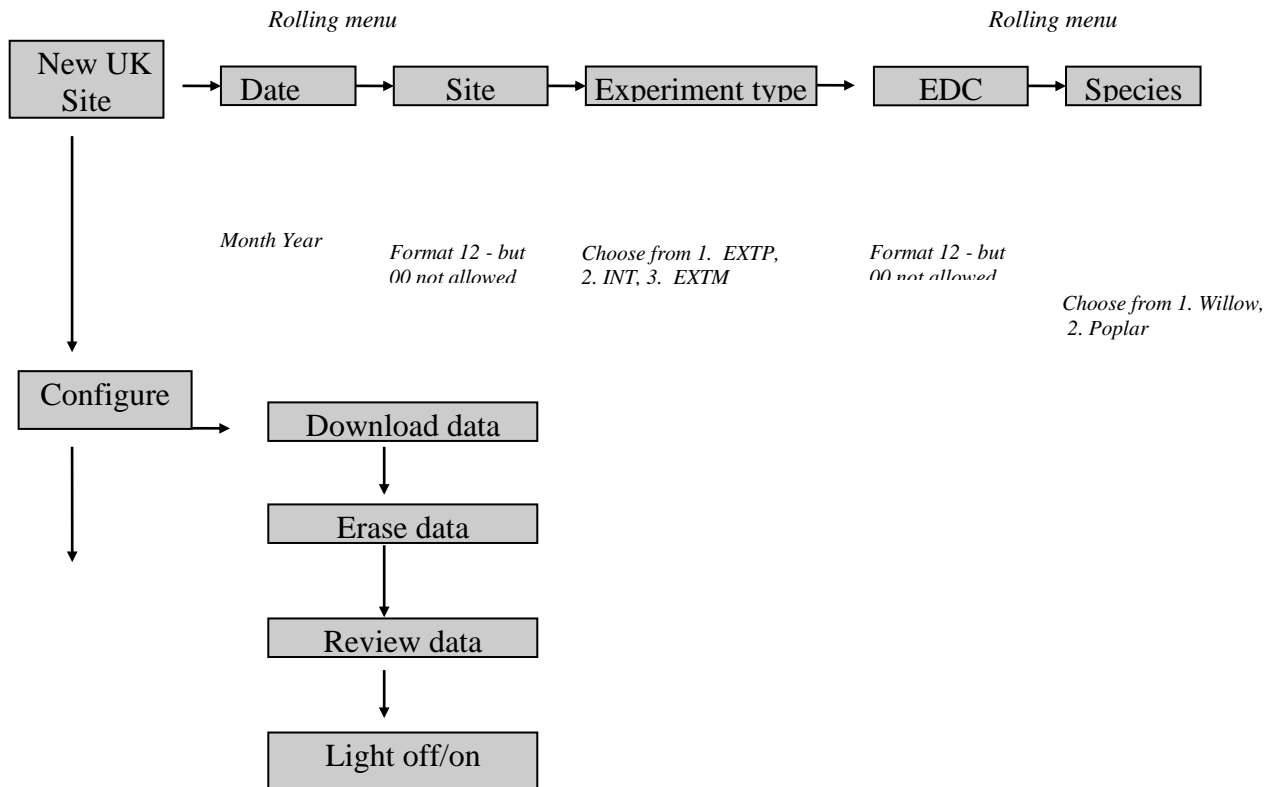 Rolling menu
Rolling menu
New UK
Site
Date
Site
Experiment type
EDC
Species
Month Year
Format 12 - but
00 not allowed
Choose from 1. EXTP,
2. INT, 3. EXTM
Format 12 - but
00 not allowed
Choose from 1. Willow,
2. Poplar
Configure
Download data
Erase data
Review data
Light off/on